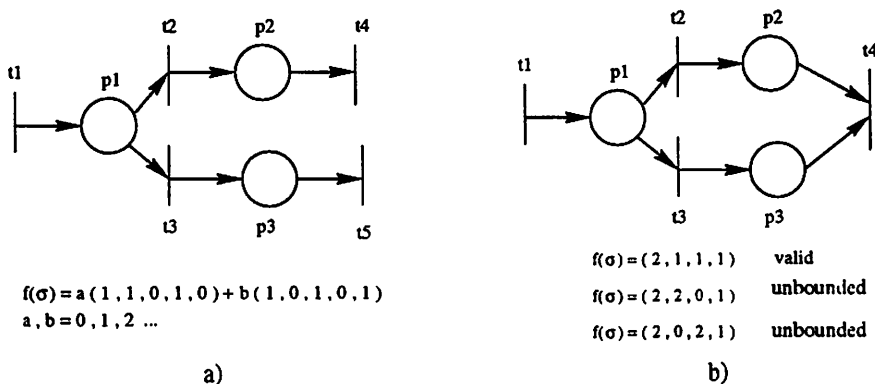 t1
p1
t2
p2
t4
t3
p3
t5
f(σ)=a(1,1,0,1,0)+b(1,0,1,0,1)
a,b=0,1,2 ...
a)
t1
p1
t2
p2
t4
t3
p3
f(σ)=(2,1,1,1) valid
f(σ)=(2,2,0,1) unbounded
f(σ)=(2,0,2,1) unbounded
b)